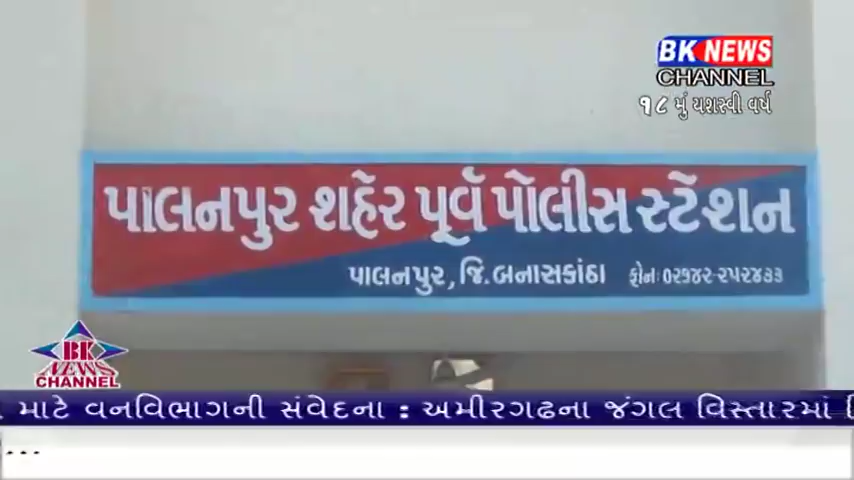 BK NEWS
CHANNEL
૧૮ મું યશસ્વી વર્ષ
પાલનપુર શહેર પૂર્વ પોલીસ સ્ટેશન
પાલનપુર, જિ.બનાસકાંઠા ફોનઃ ૦૨૭૪૨-૨૫૨૪૩૩
BK
NEWS
CHANNEL
માટે વનવિભાગની સંવેદના : અમીરગઢના જંગલ વિસ્તારમાં
...